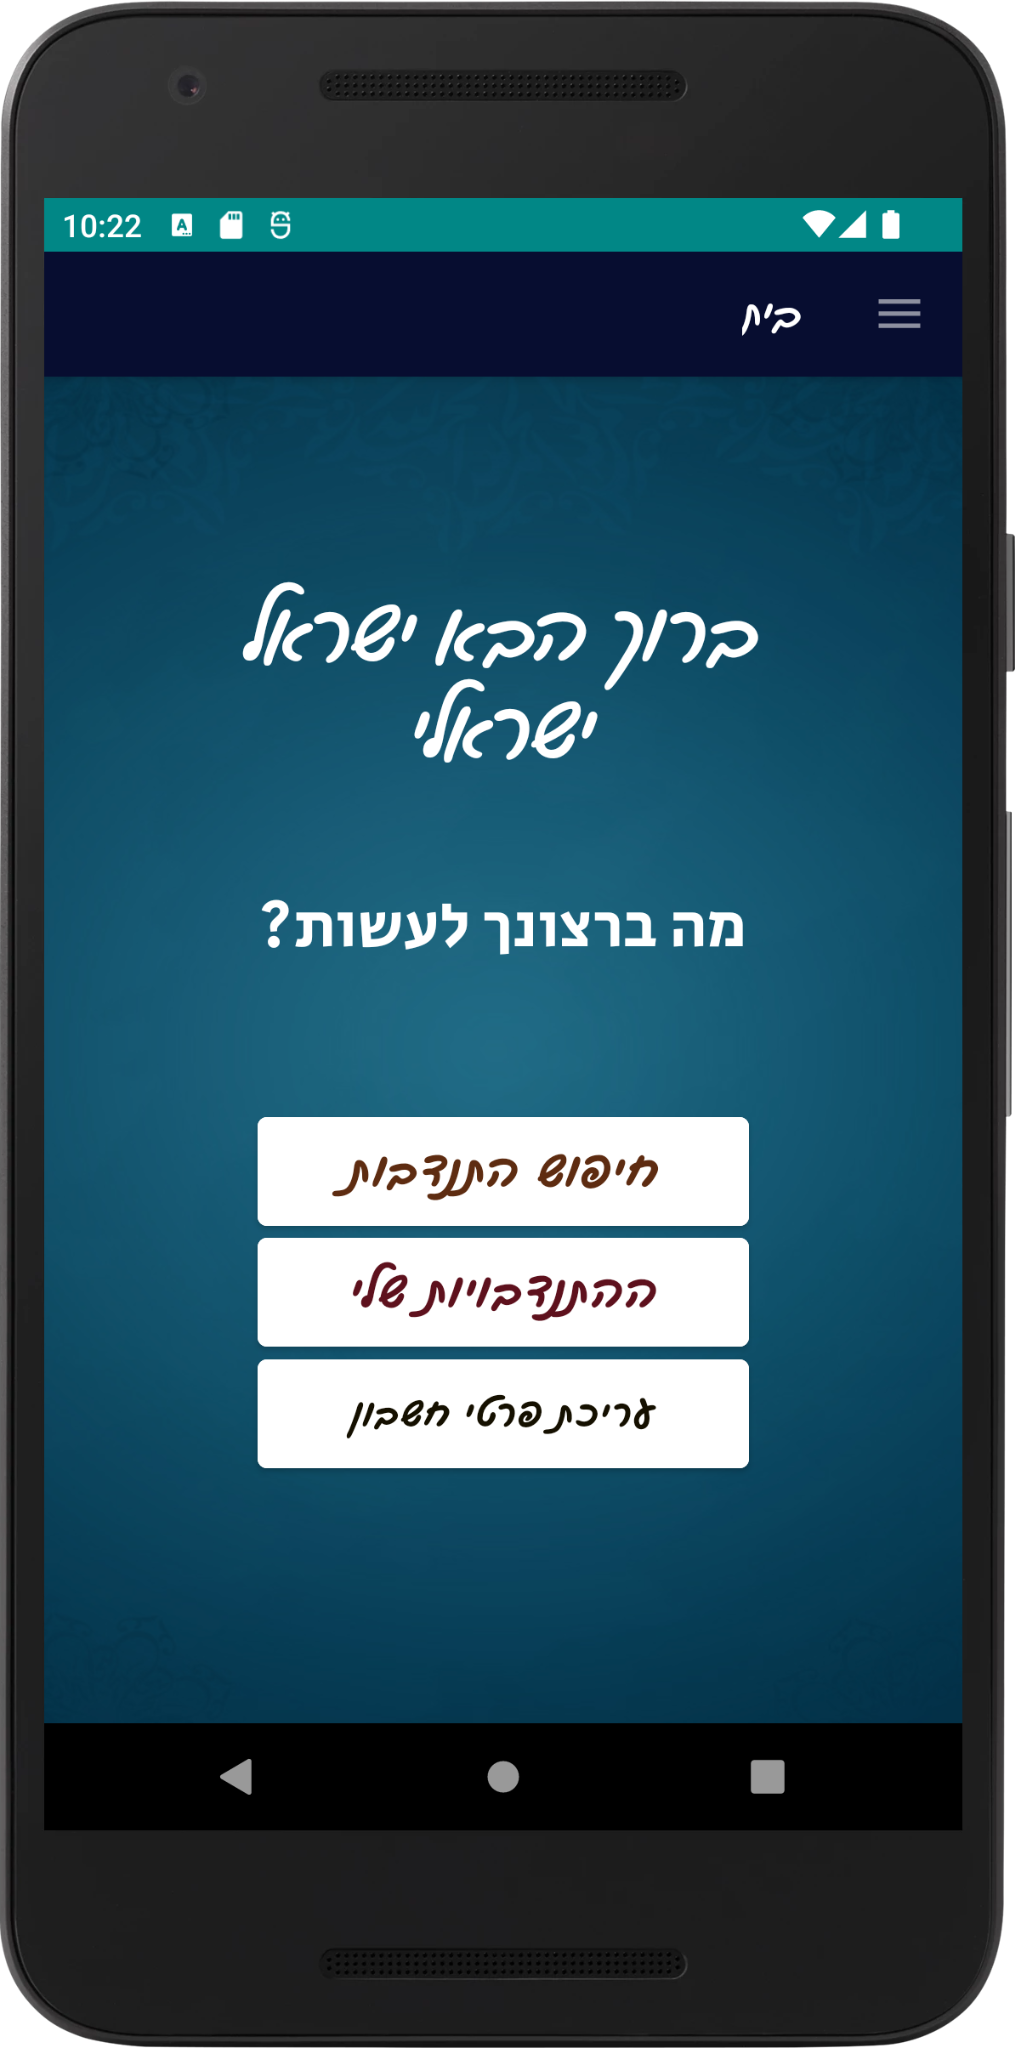 10:22
בית
ברוך הבא ישראל
ישראלי
מה ברצונך לעשות?
חיפוש התנדבות
ההתנדבויות שלי
עריכת פרטי חשבון